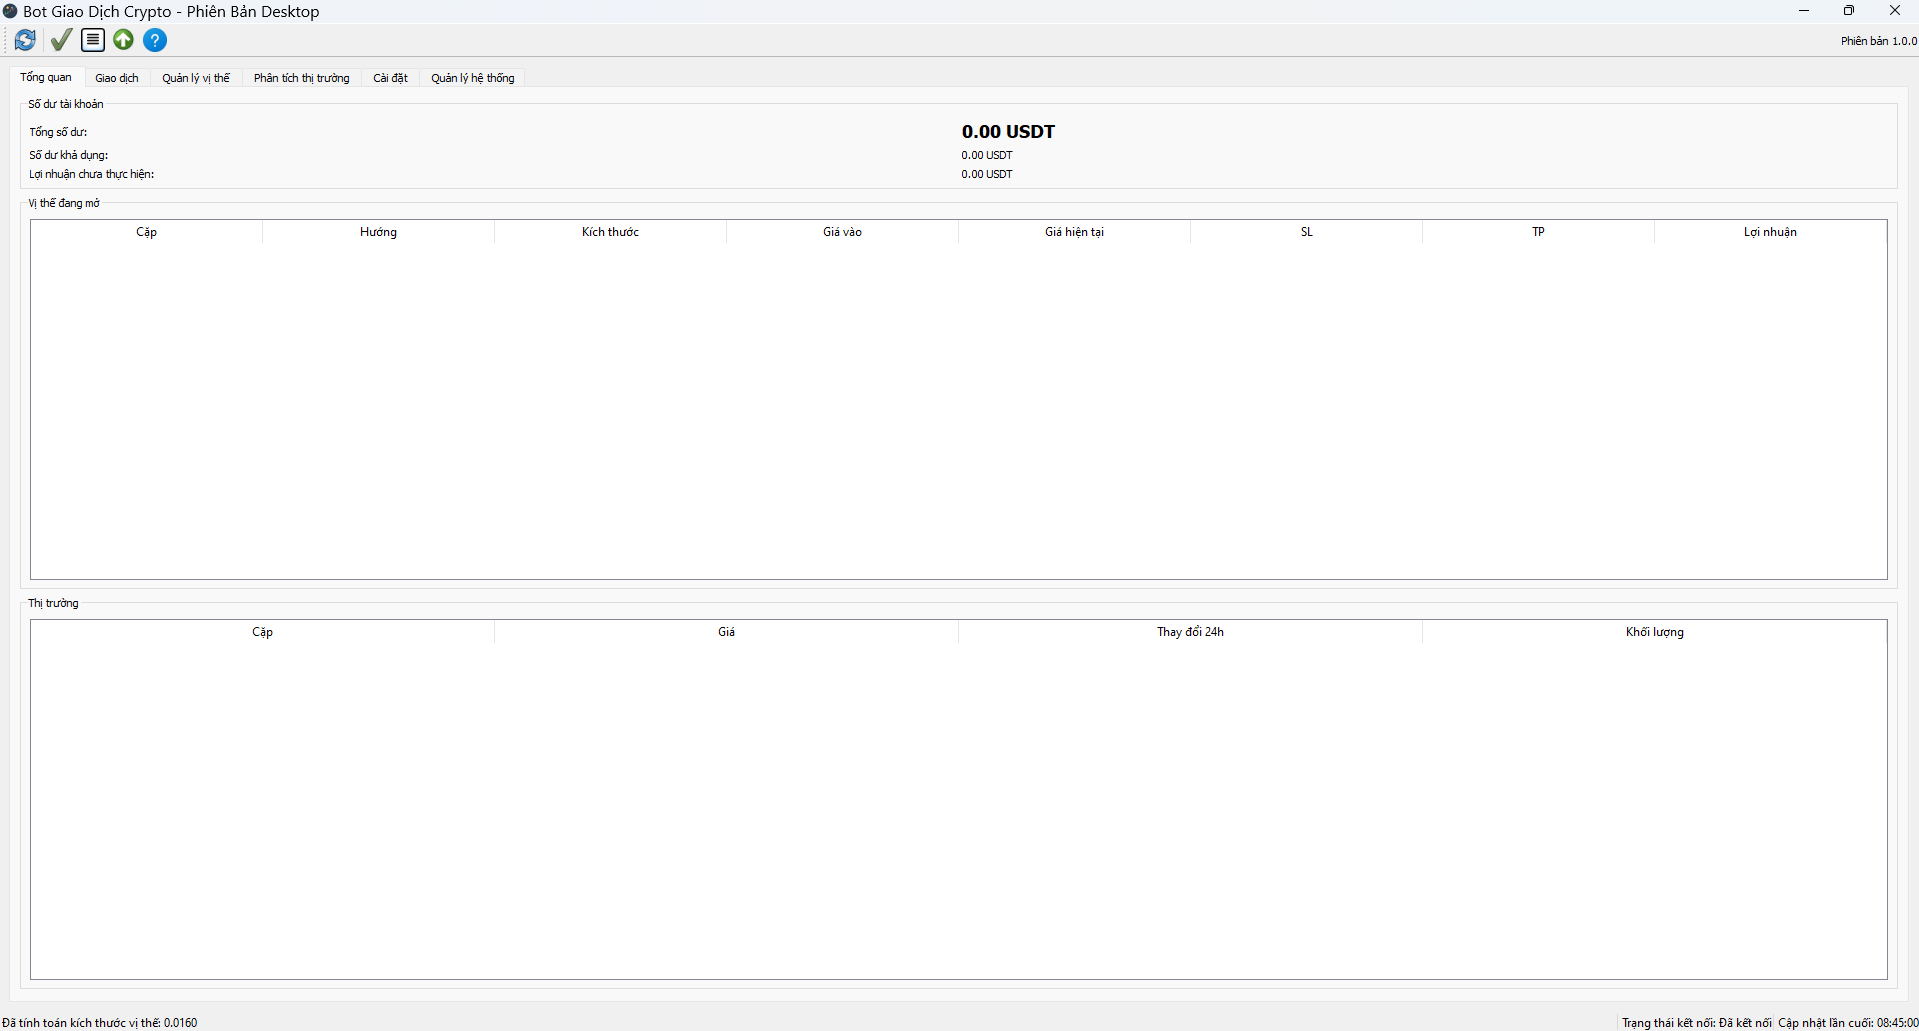 Bot Giao Dịch Crypto - Phiên Bản Desktop
Phiên bản 1.0.0
Tổng quan Giao dịch Quản lý vị thế Phân tích thị trường Cài đặt Quản lý hệ thống
Số dư tài khoản
Tổng số dư: 0.00 USDT
Số dư khả dụng: 0.00 USDT
Lợi nhuận chưa thực hiện: 0.00 USDT
Vị thế đang mở
Cặp Hướng Kích thước Giá vào Giá hiện tại SL TP Lợi nhuận
Thị trường
Cặp Giá Thay đổi 24h Khối lượng
Đã tính toán kích thước vị thế: 0.0160 Trạng thái kết nối: Đã kết nối Cập nhật lần cuối: 08:45:00